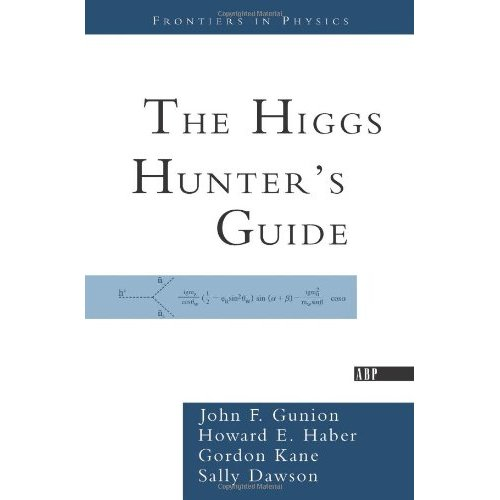 FRONTIERS IN PHYSICS
THE HIGGS
HUNTER'S
GUIDE
ABP
John F. Gunion
Howard E. Haber
Gordon Kane
Sally Dawson